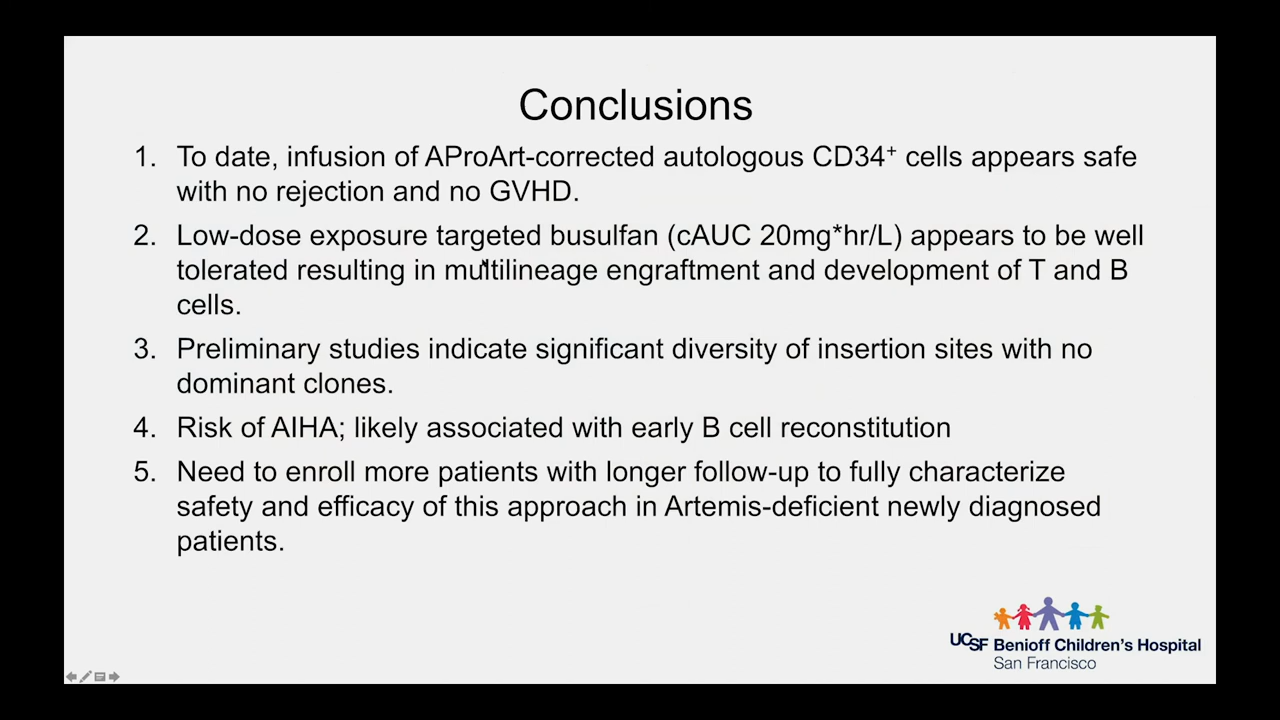 Conclusions
1. To date, infusion of AProArt-corrected autologous CD34⁺ cells appears safe
with no rejection and no GVHD.
2. Low-dose exposure targeted busulfan (cAUC 20mg*hr/L) appears to be well
tolerated resulting in multilineage engraftment and development of T and B
cells.
3. Preliminary studies indicate significant diversity of insertion sites with no
dominant clones.
4. Risk of AIHA; likely associated with early B cell reconstitution
5. Need to enroll more patients with longer follow-up to fully characterize
safety and efficacy of this approach in Artemis-deficient newly diagnosed
patients.
UCSF Benioff Children's Hospital
San Francisco